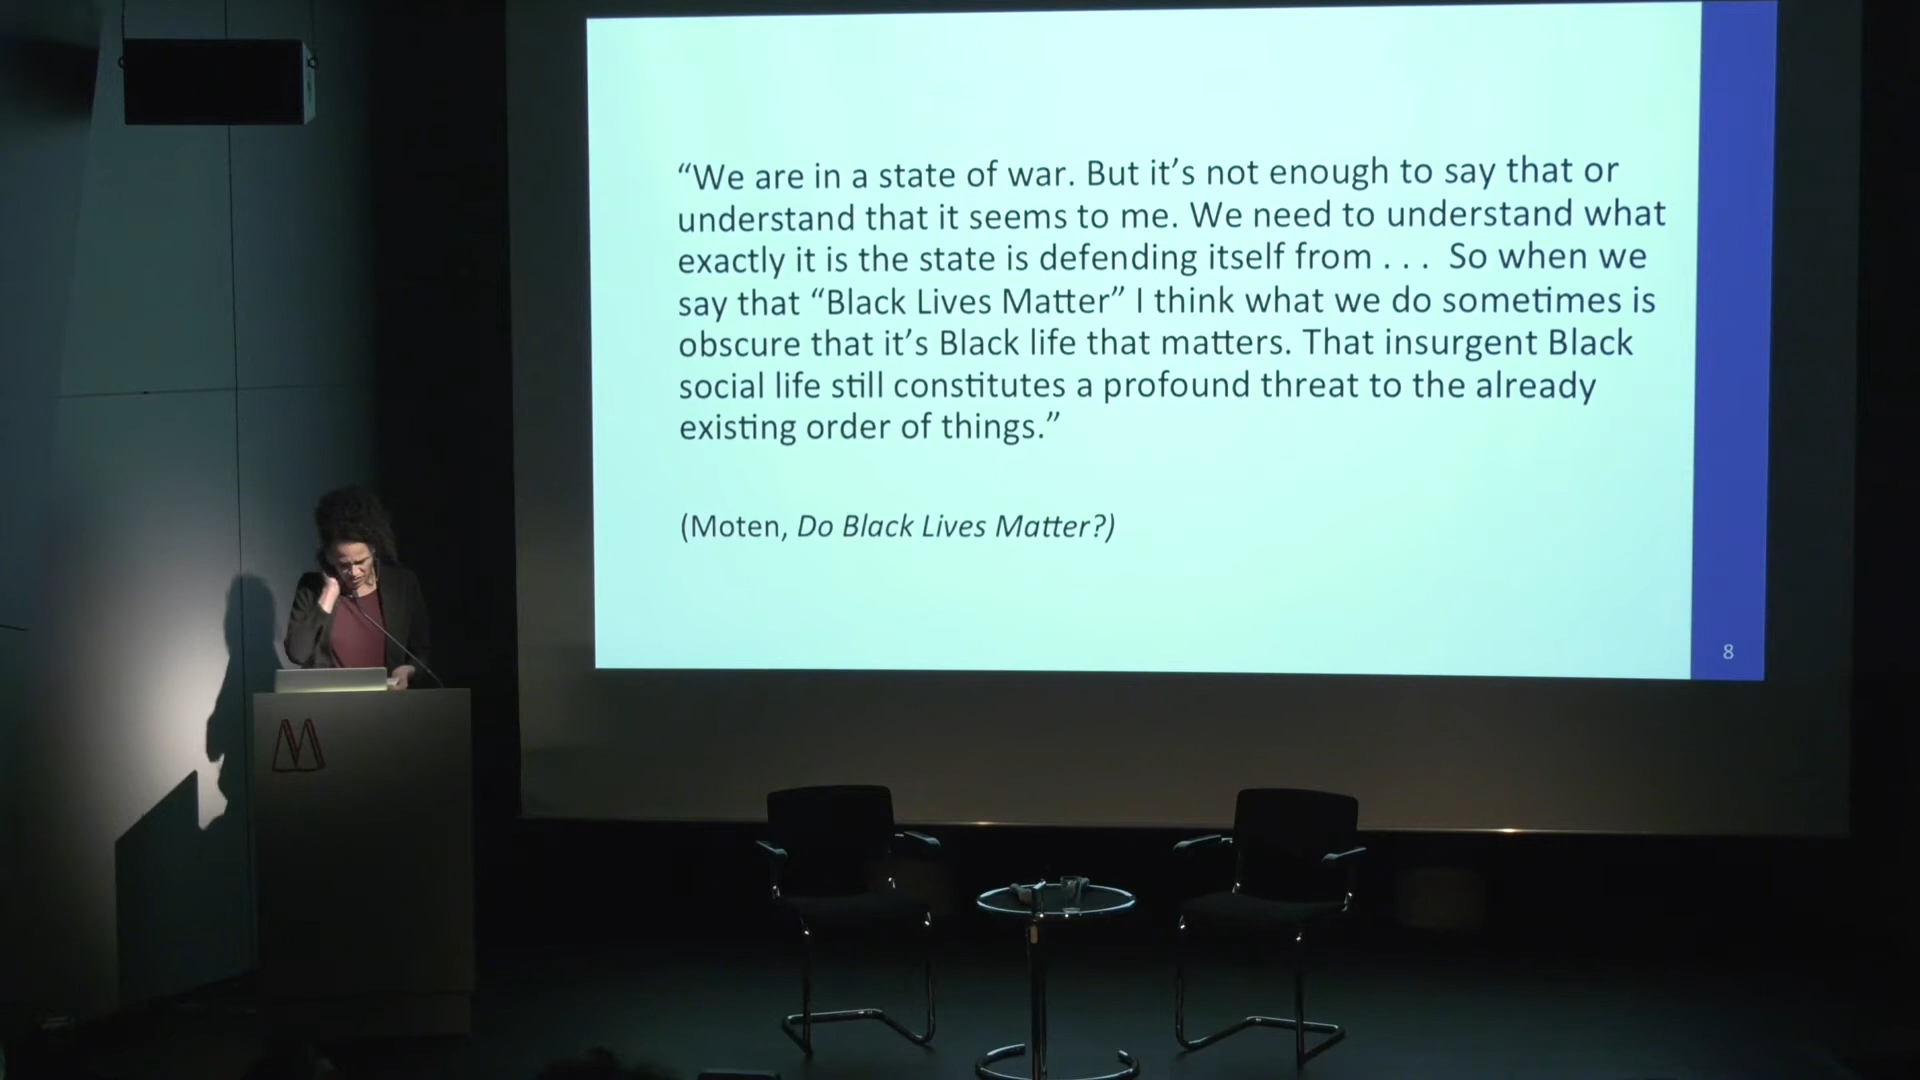 “We are in a state of war. But it’s not enough to say that or
understand that it seems to me. We need to understand what
exactly it is the state is defending itself from . . .  So when we
say that “Black Lives Matter” I think what we do sometimes is
obscure that it’s Black life that matters. That insurgent Black
social life still constitutes a profound threat to the already
existing order of things.”
(Moten, Do Black Lives Matter?)
8
M